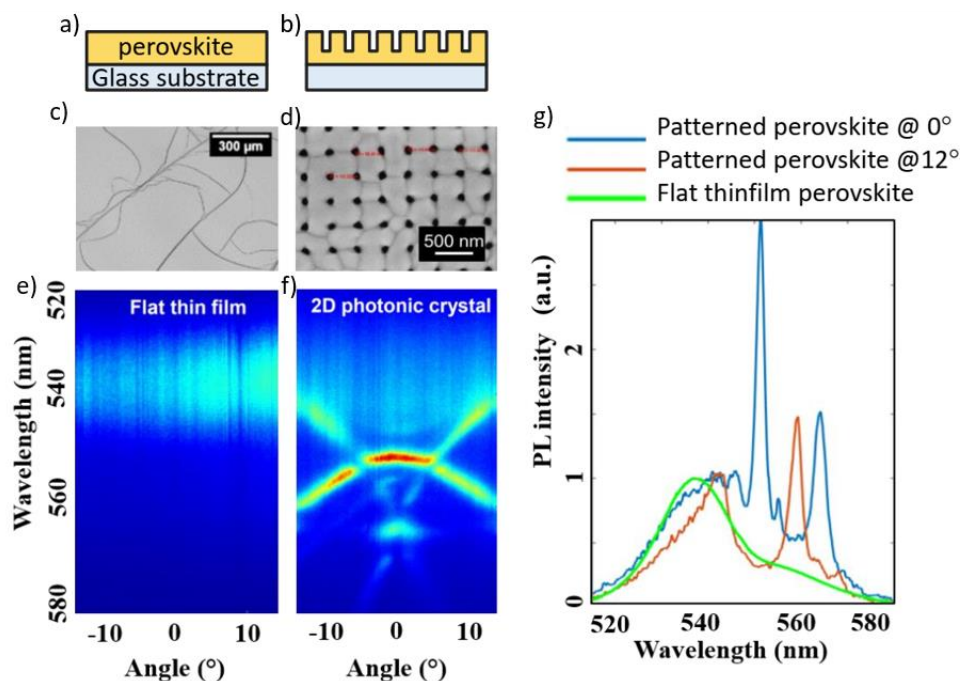 a)
perovskite
Glass substrate
b)
c)
300 µm
d)
500 nm
e)
Flat thin film
f)
2D photonic crystal
Wavelength (nm)
520
540
560
580
-10
0
10
Angle (°)
-10
0
10
Angle (°)
g)
Patterned perovskite @ 0°
Patterned perovskite @12°
Flat thinfilm perovskite
PL intensity (a.u.)
2
1
0
520
540
560
580
Wavelength (nm)